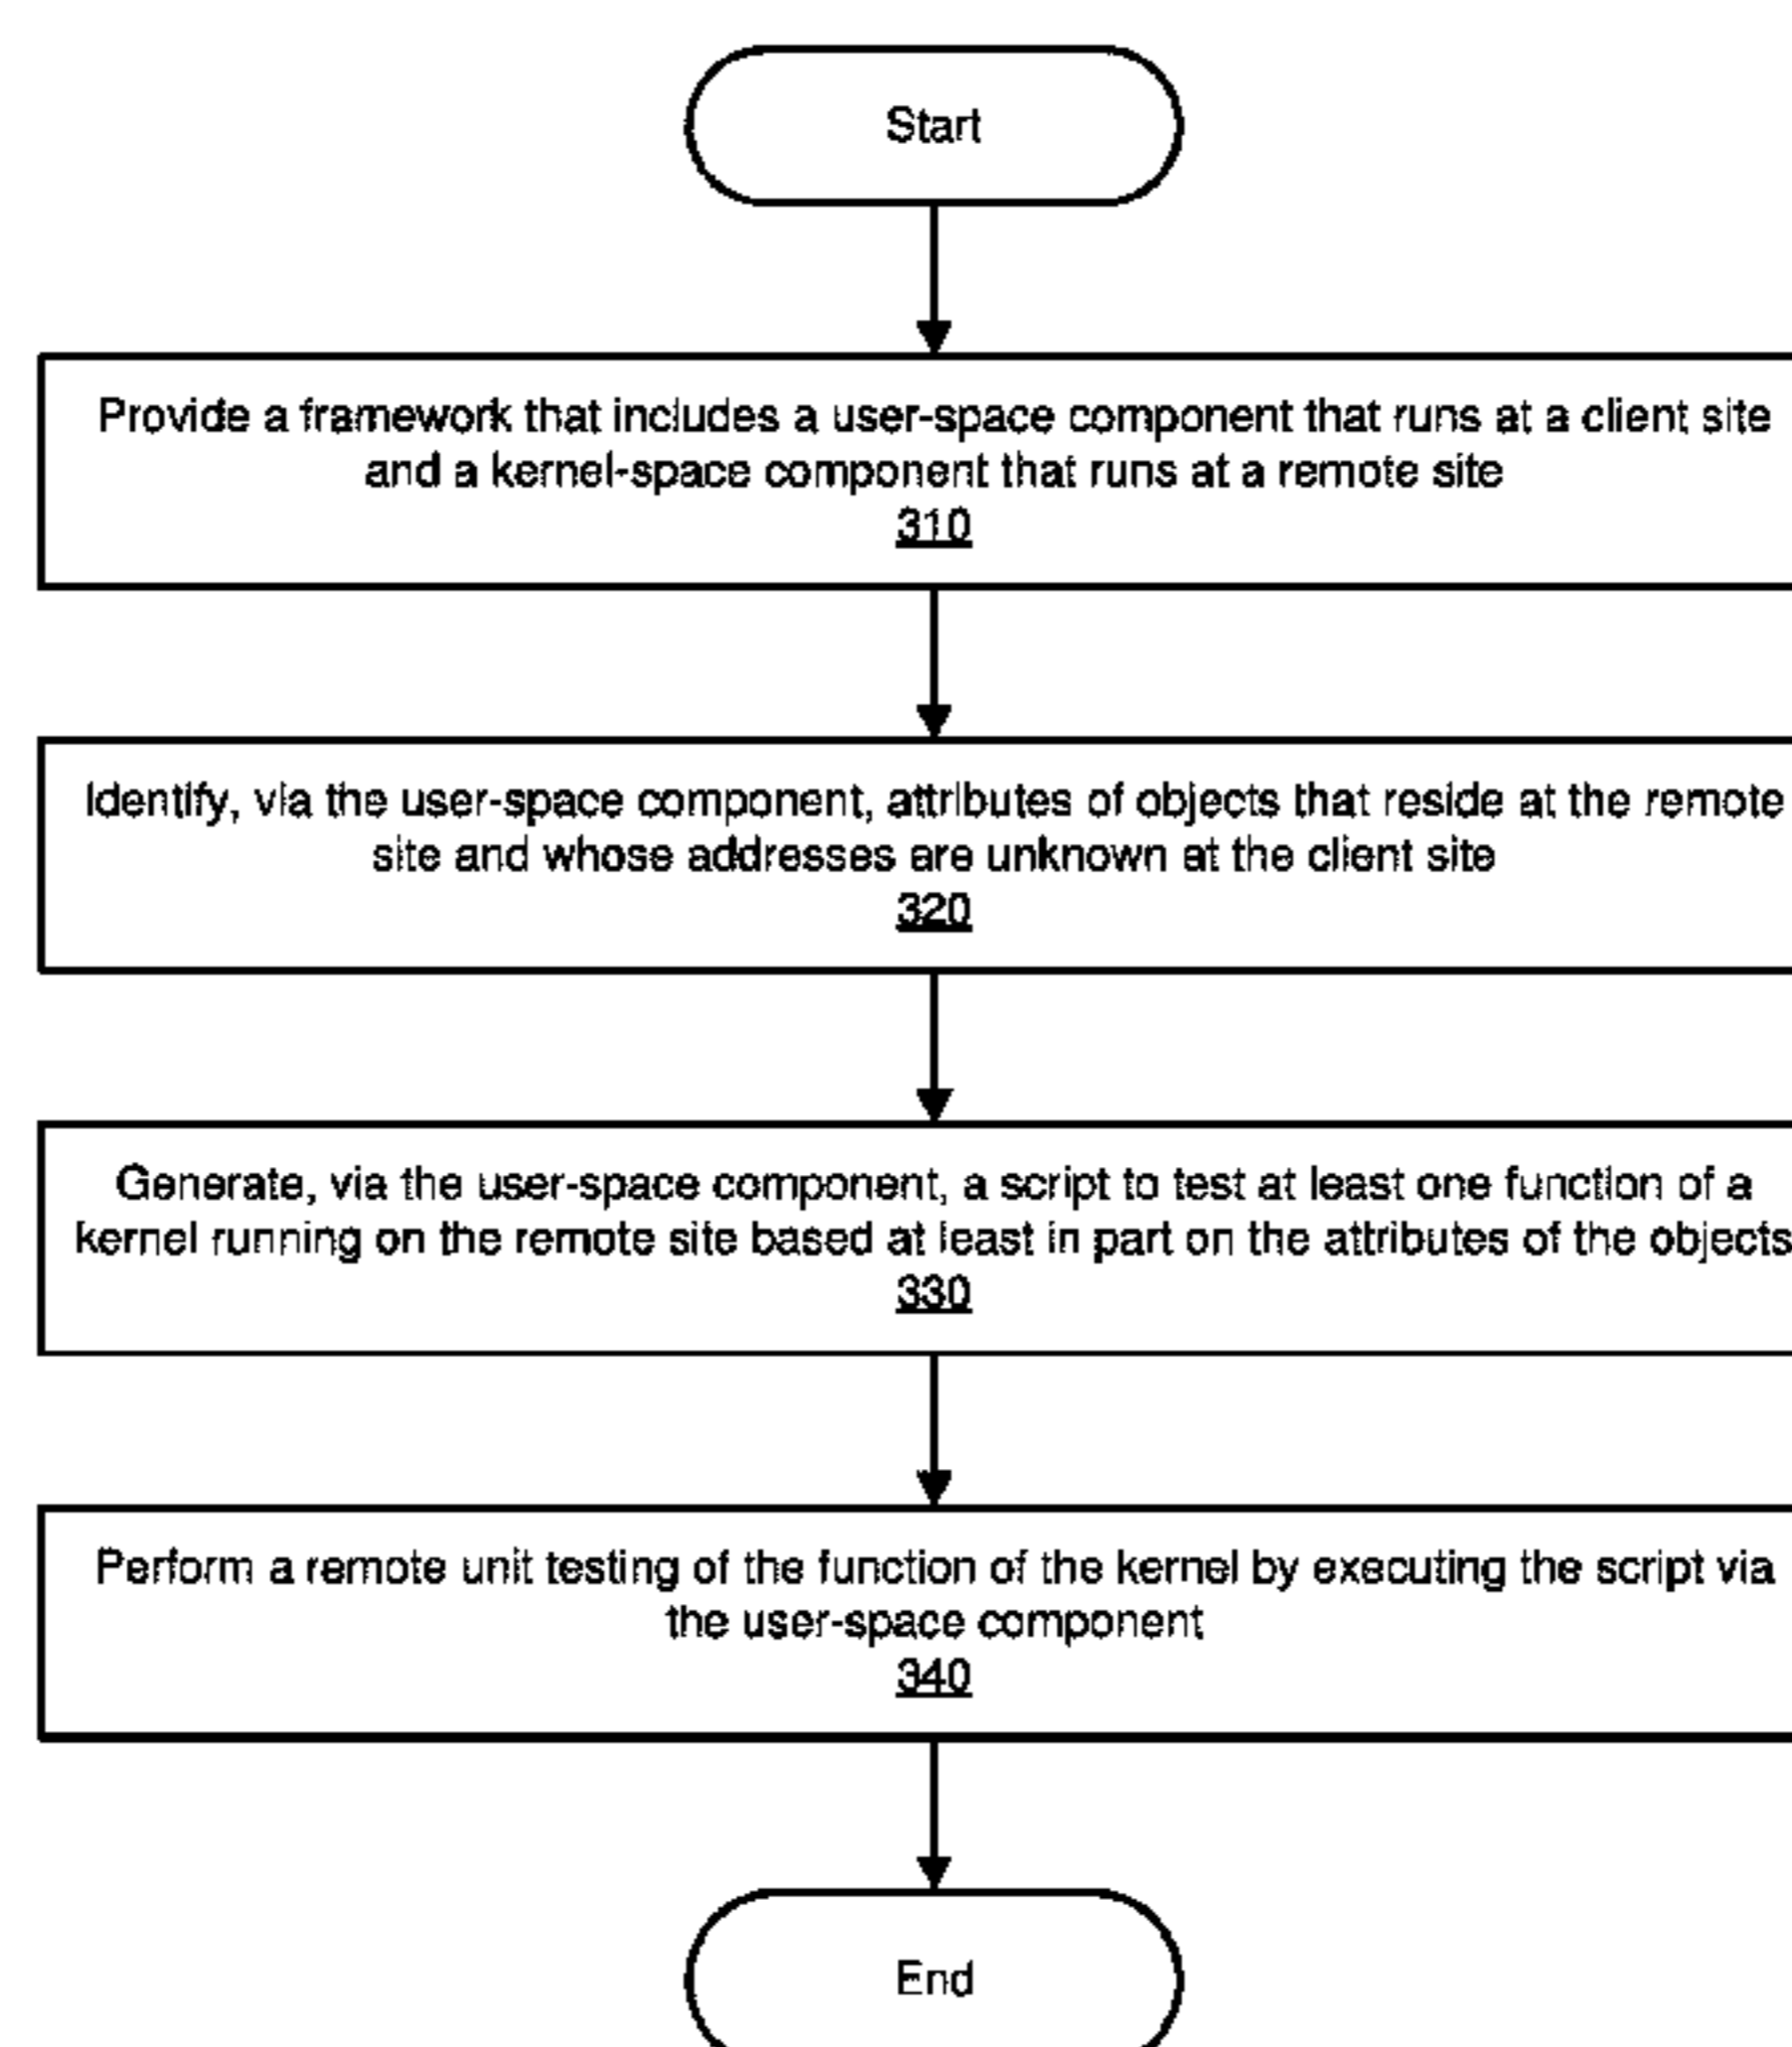 Start
Provide a framework that includes a user-space component that runs at a client site
and a kernel-space component that runs at a remote site
310
Identify, via the user-space component, attributes of objects that reside at the remote
site and whose addresses are unknown at the client site
320
Generate, via the user-space component, a script to test at least one function of a
kernel running on the remote site based at least in part on the attributes of the objects
330
Perform a remote unit testing of the function of the kernel by executing the script via
the user-space component
340
End